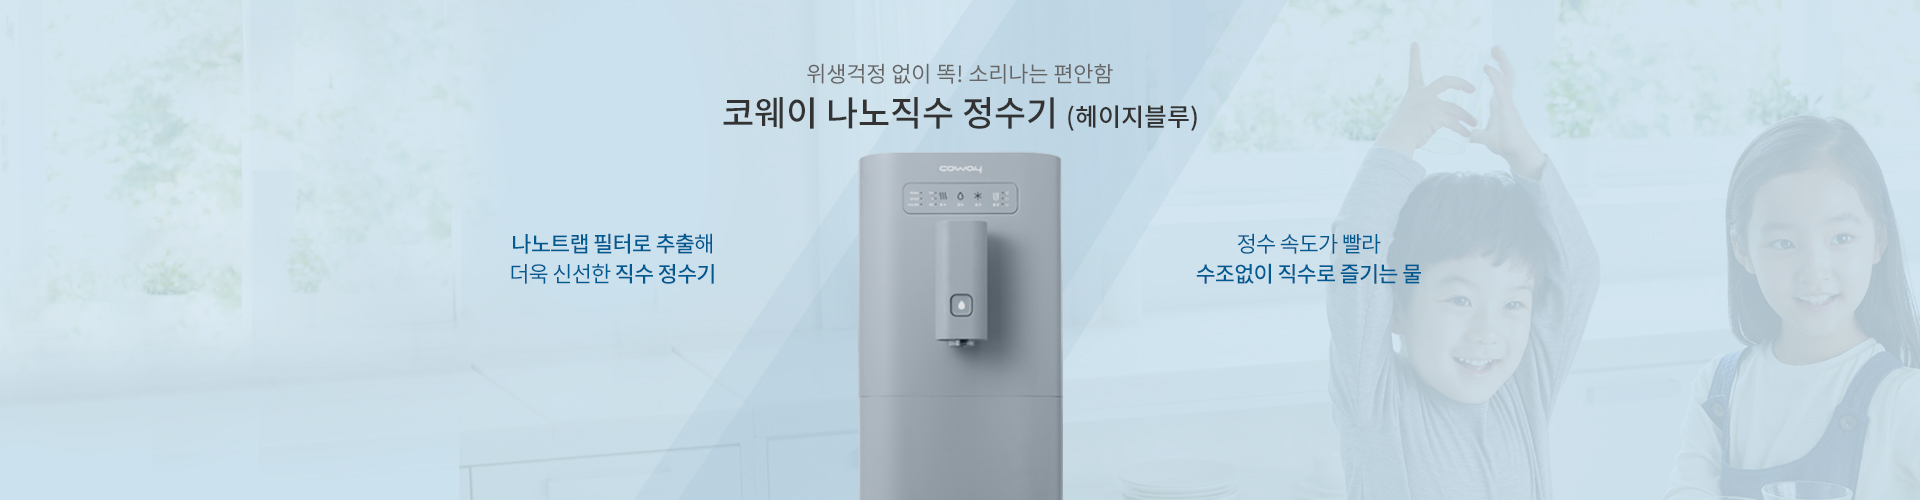 위생걱정 없이 똑! 소리나는 편안함
코웨이 나노직수 정수기 (헤이지블루)
coway
나노트랩 필터로 추출해
더욱 신선한 직수 정수기
정수 속도가 빨라
수조없이 직수로 즐기는 물